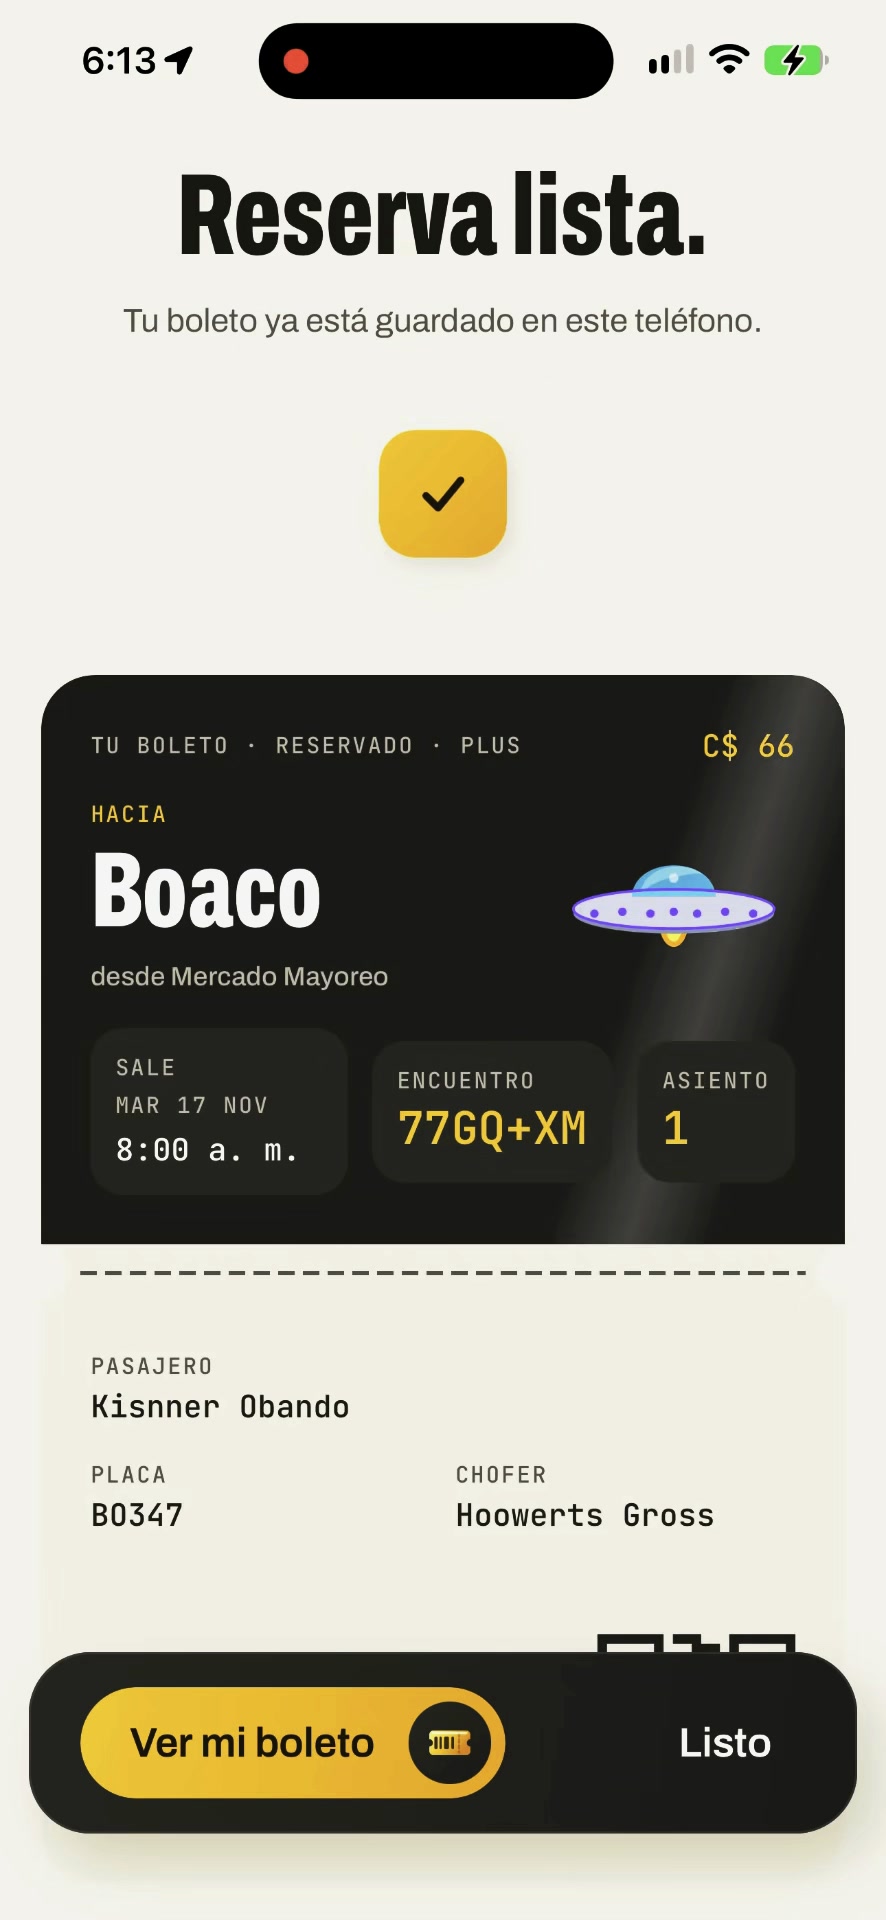 6:13
Reserva lista.
Tu boleto ya está guardado en este teléfono.
TU BOLETO · RESERVADO · PLUS
C$ 66
HACIA
Boaco
desde Mercado Mayoreo
SALE
MAR 17 NOV
8:00 a. m.
ENCUENTRO
77GQ+XM
ASIENTO
1
PASAJERO
Kisnner Obando
PLACA
BO347
CHOFER
Hoowerts Gross
Ver mi boleto
Listo